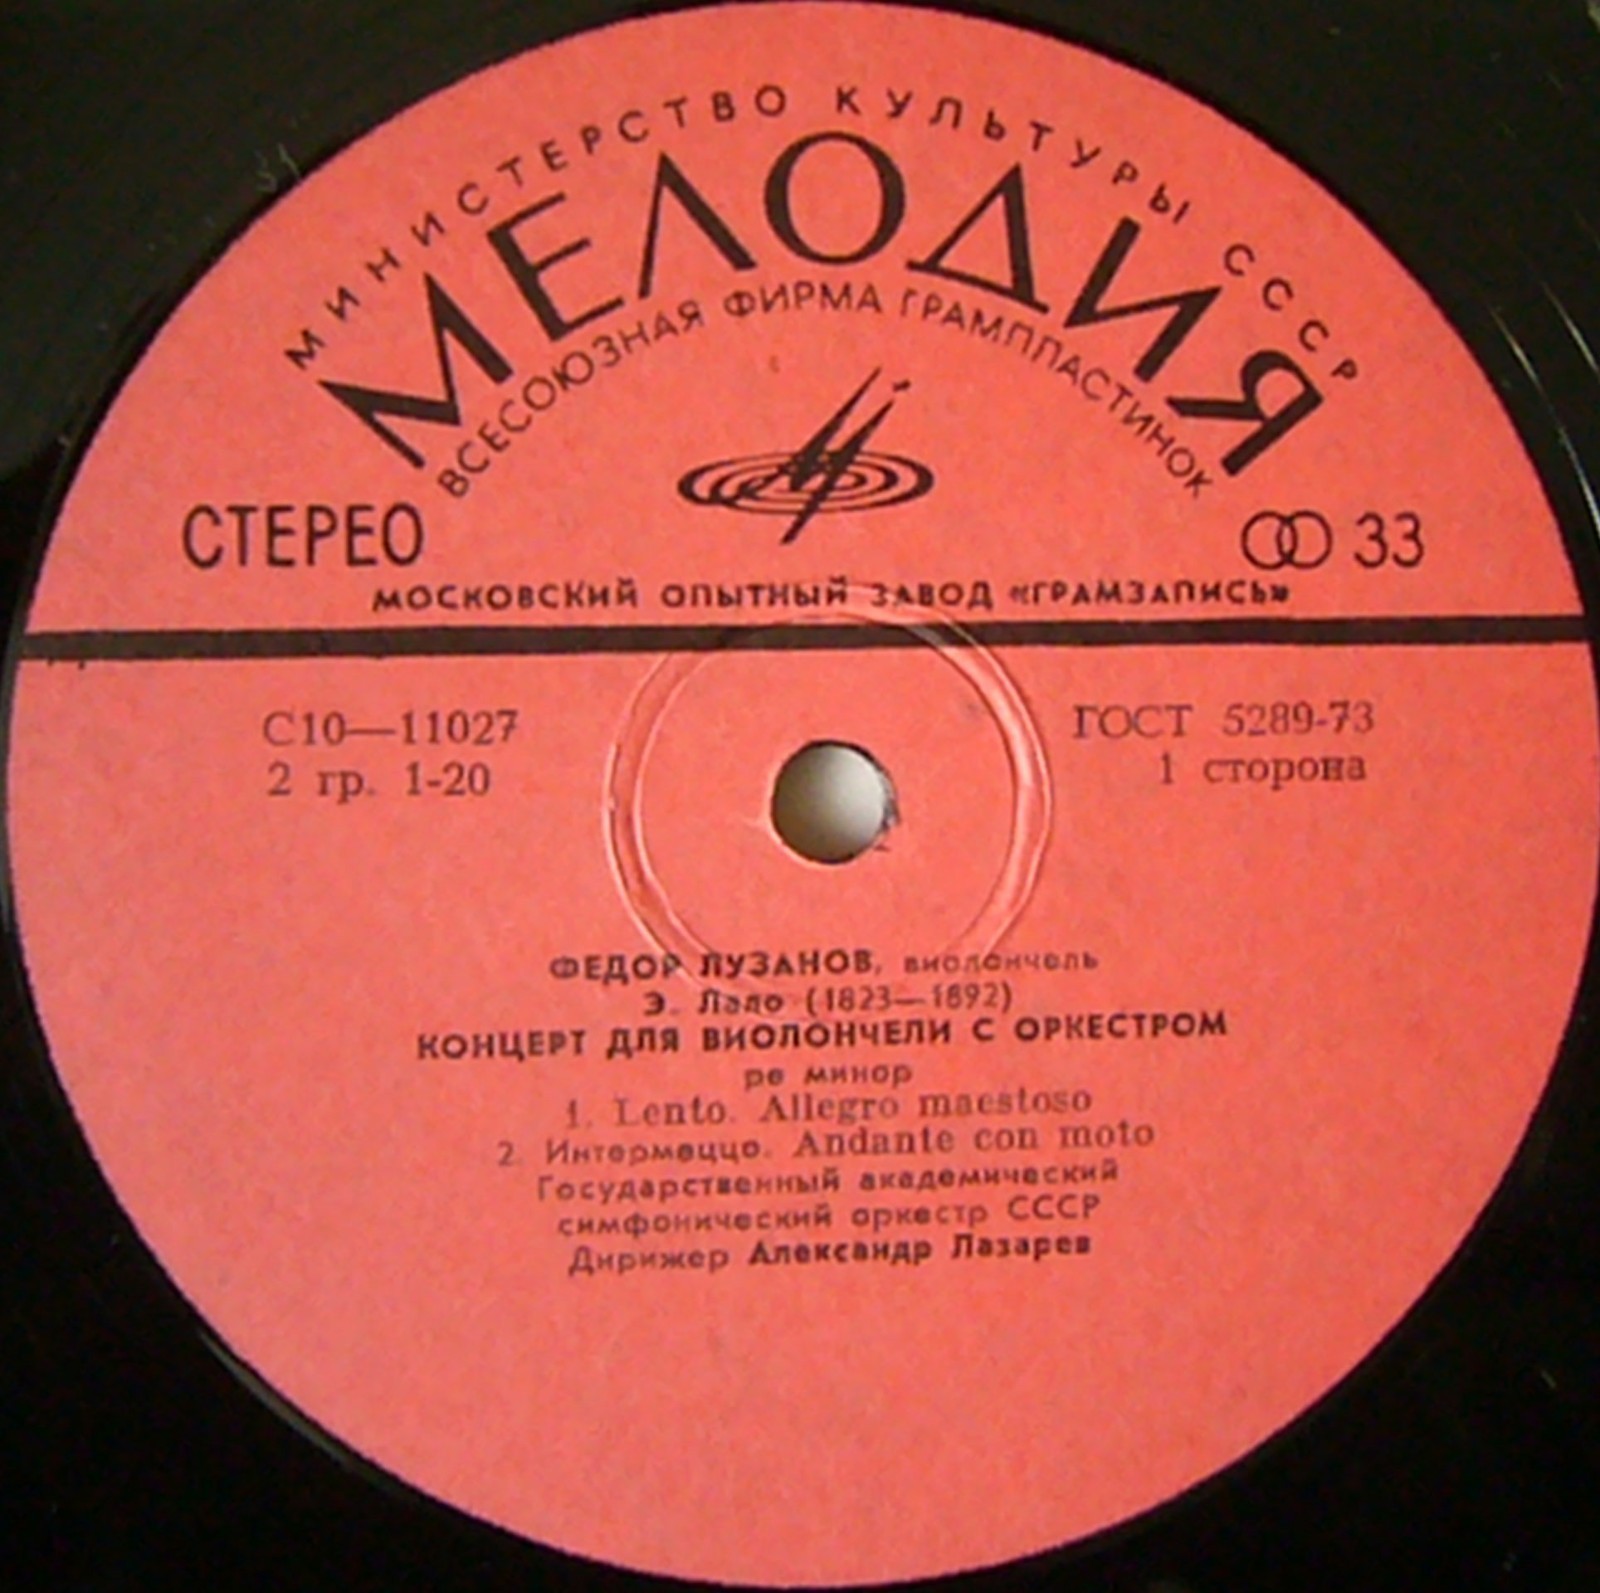 МИНИСТЕРСТВО КУЛЬТУРЫ СССР
МЕЛОДИЯ
ВСЕСОЮЗНАЯ ФИРМА ГРАМПЛАСТИНОК
СТЕРЕО
33
МОСКОВСКИЙ ОПЫТНЫЙ ЗАВОД «ГРАМЗАПИСЬ»
С10—11027
ГОСТ 5289-73
2 гр. 1-20
1 сторона
ФЕДОР ЛУЗАНОВ, виолончель
Э. Лало (1823—1892)
КОНЦЕРТ ДЛЯ ВИОЛОНЧЕЛИ С ОРКЕСТРОМ
ре минор
1. Lento. Allegro maestoso
2. Интермеццо. Andante con moto
Государственный академический
симфонический оркестр СССР
Дирижер Александр Лазарев